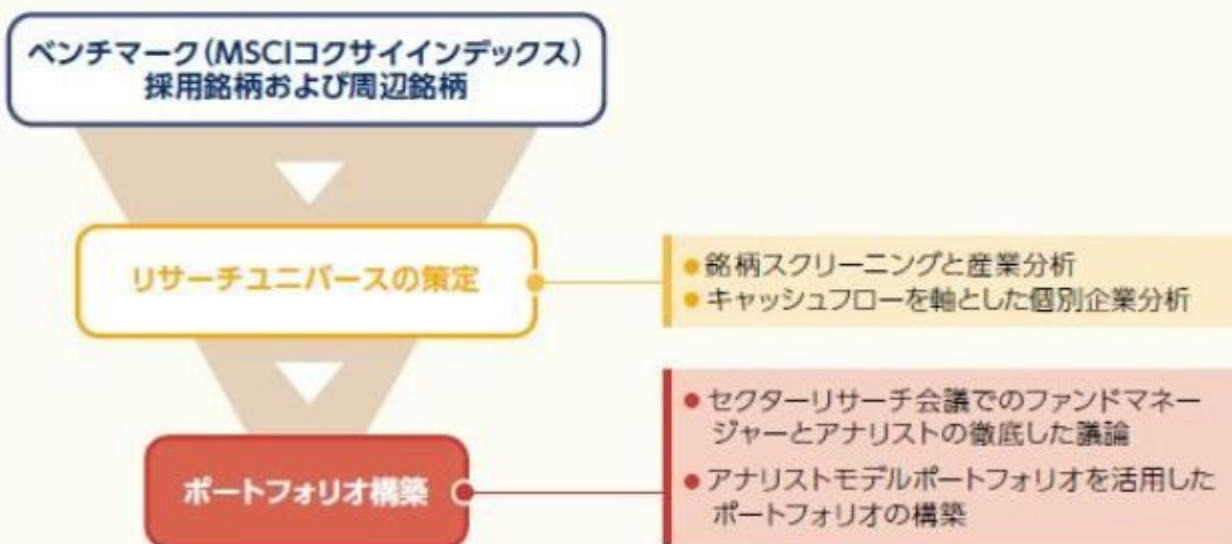 ベンチマーク(MSCIコクサイインデックス)
採用銘柄および周辺銘柄
リサーチユニバースの策定
●銘柄スクリーニングと産業分析
●キャッシュフローを軸とした個別企業分析
ポートフォリオ構築
●セクターリサーチ会議でのファンドマネー
ジャーとアナリストの徹底した議論
●アナリストモデルポートフォリオを活用した
ポートフォリオの構築